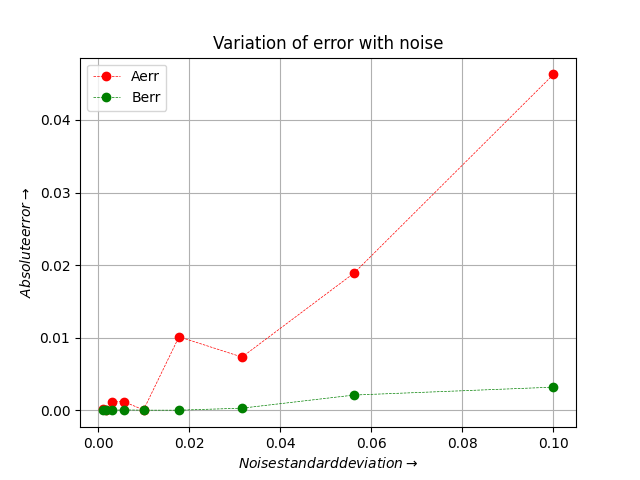 Variation of error with noise
Aerr
Berr
0.04
0.03
0.02
0.01
0.00
Absoluteerror→
0.00 0.02 0.04 0.06 0.08 0.10
Noisestandarddeviation→